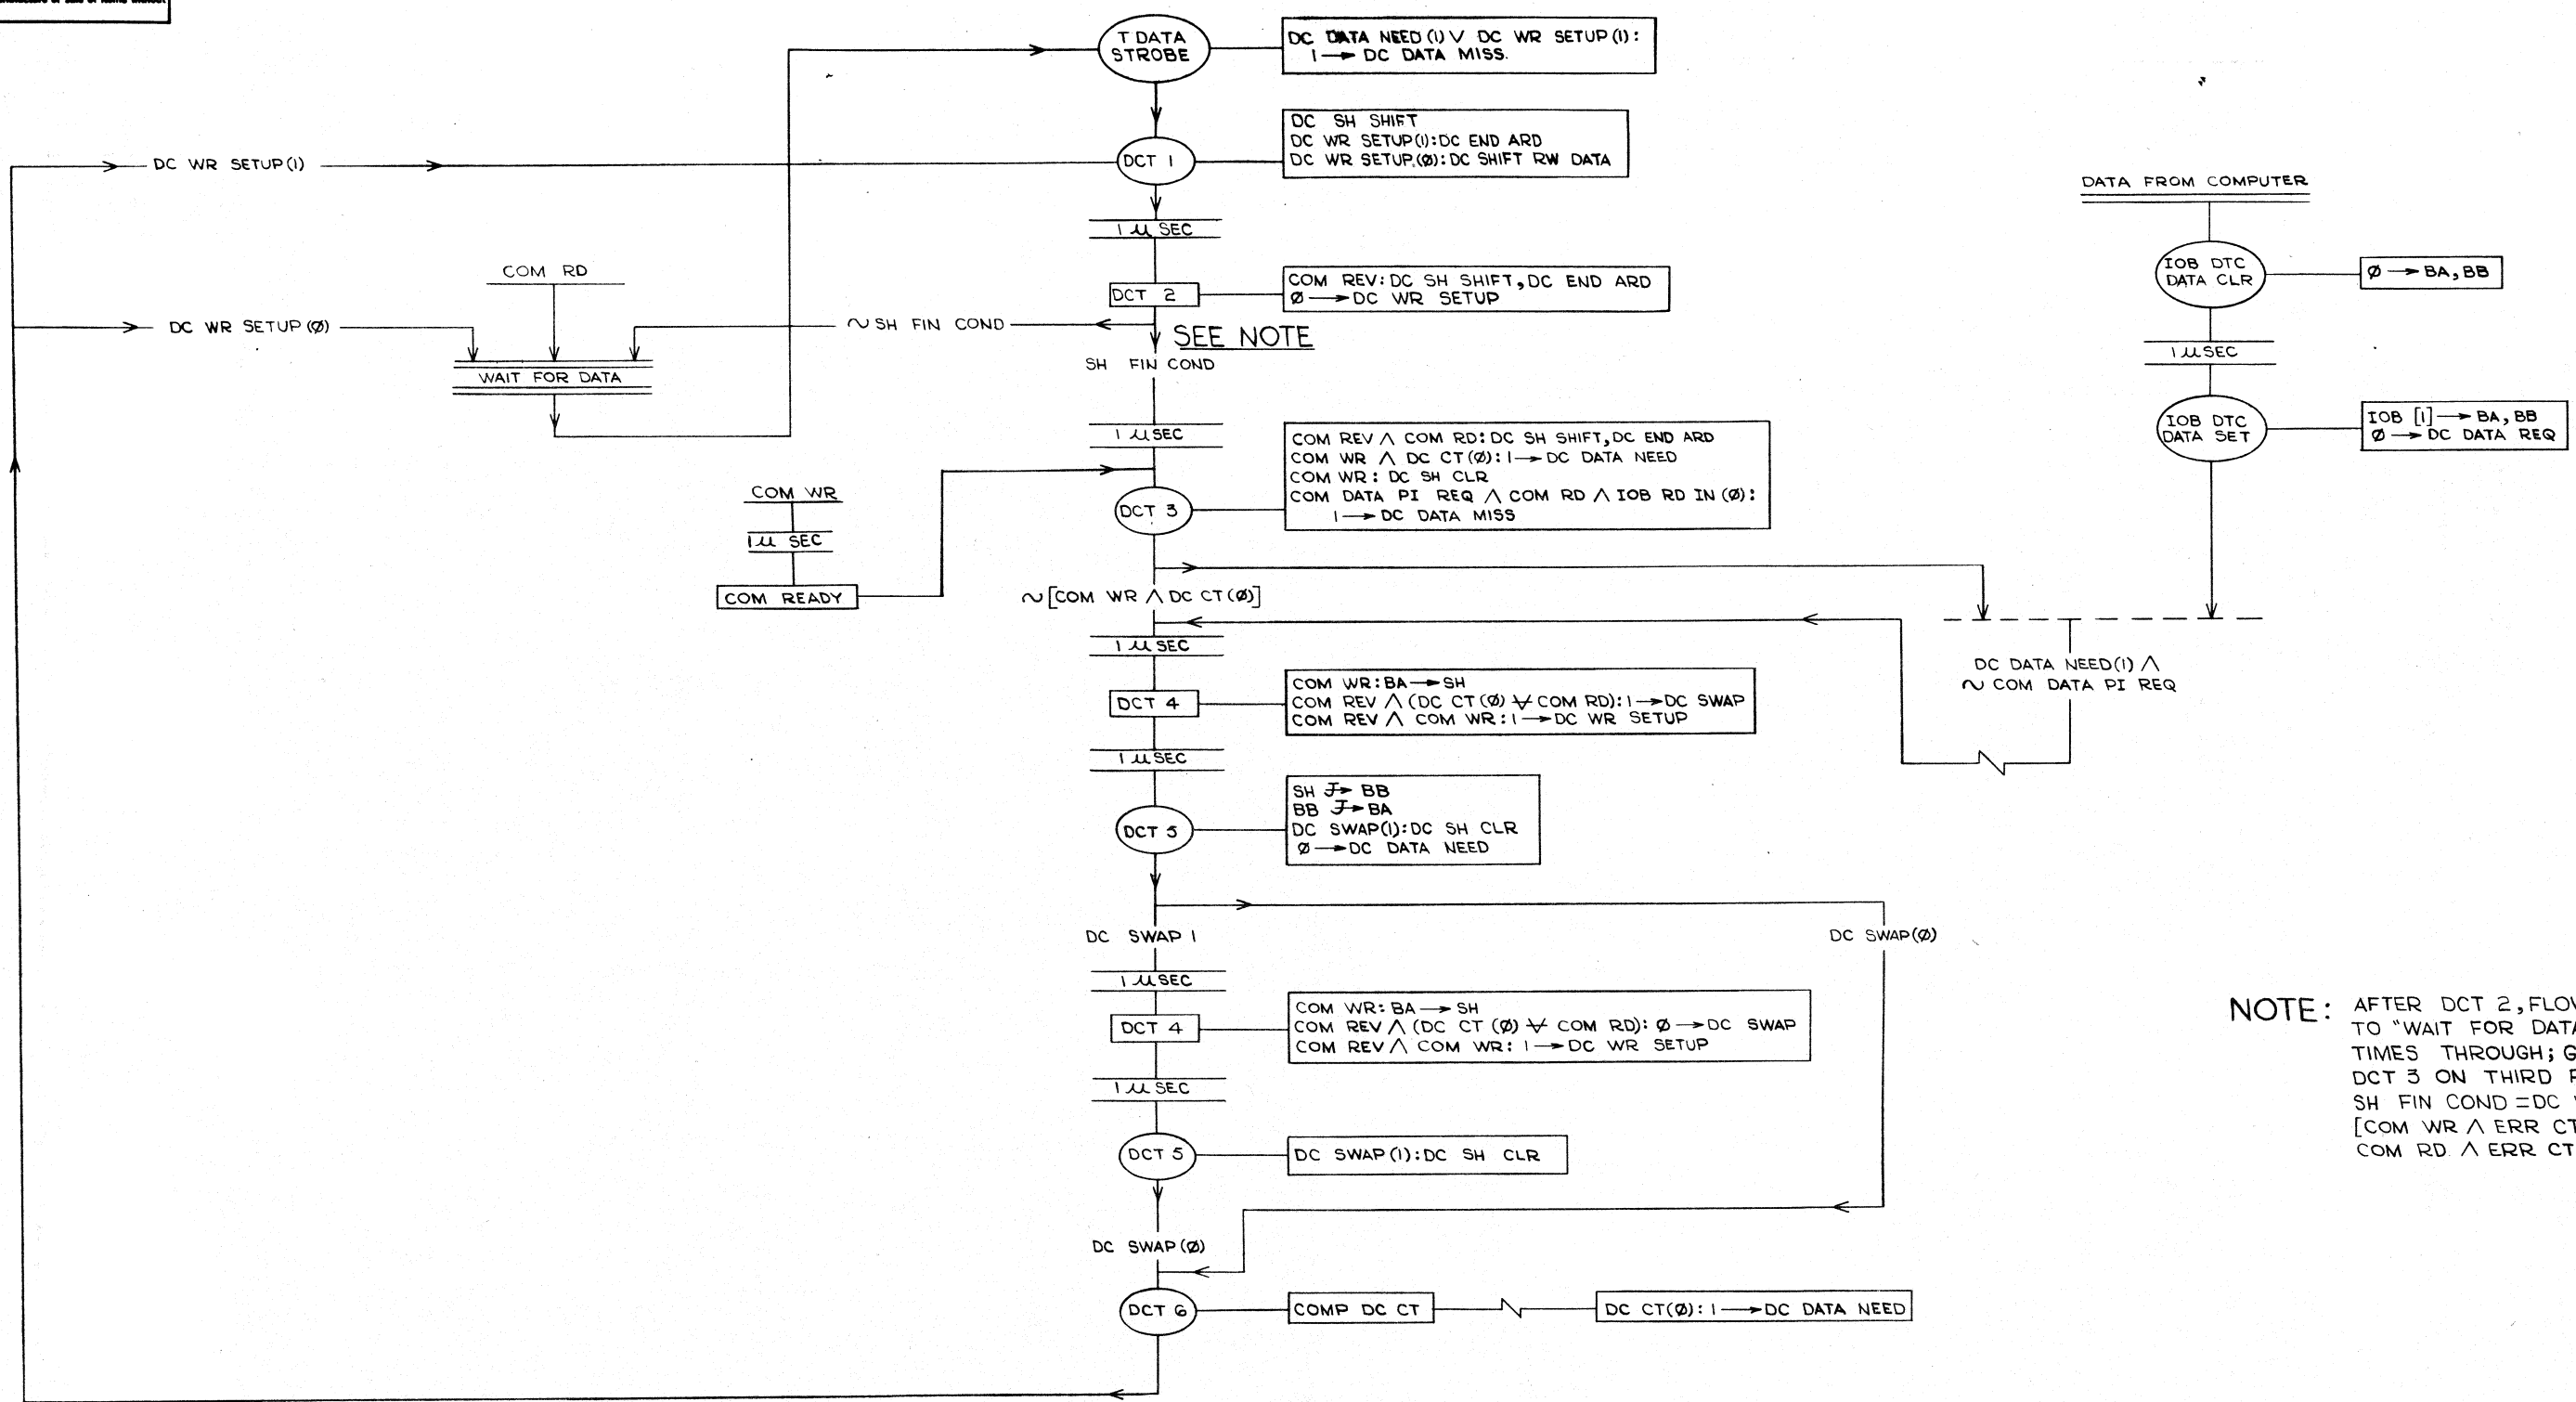 T DATA
STROBE
DC DATA NEED (1) V DC WR SETUP (1):
1 → DC DATA MISS.
DC SH SHIFT
DC WR SETUP(1): DC END ARD
DC WR SETUP.(Ø): DC SHIFT RW DATA
DCT 1
DC WR SETUP(1)
1 μ SEC
COM RD
DCT 2
COM REV: DC SH SHIFT, DC END ARD
Ø → DC WR SETUP
DC WR SETUP(Ø)
~ SH FIN COND
SEE NOTE
WAIT FOR DATA
SH FIN COND
1 μ SEC
COM REV ∧ COM RD: DC SH SHIFT, DC END ARD
COM WR ∧ DC CT(Ø): 1 → DC DATA NEED
COM WR: DC SH CLR
COM DATA PI REQ ∧ COM RD ∧ IOB RD IN (Ø):
1 → DC DATA MISS
COM WR
1 μ SEC
COM READY
DCT 3
~ [COM WR ∧ DC CT(Ø)]
1 μ SEC
DCT 4
COM WR: BA → SH
COM REV ∧ (DC CT(Ø) ⩝ COM RD): 1 → DC SWAP
COM REV ∧ COM WR: 1 → DC WR SETUP
1 μ SEC
DCT 5
SH J→ BB
BB J→ BA
DC SWAP(1): DC SH CLR
Ø → DC DATA NEED
DC SWAP 1
DC SWAP(Ø)
1 μ SEC
DCT 4
COM WR: BA → SH
COM REV ∧ (DC CT (Ø) ⩝ COM RD): Ø → DC SWAP
COM REV ∧ COM WR: 1 → DC WR SETUP
1 μ SEC
DCT 5
DC SWAP (1): DC SH CLR
DC SWAP (Ø)
DCT 6
COMP DC CT
DC CT(Ø): 1 → DC DATA NEED
DATA FROM COMPUTER
IOB DTC
DATA CLR
Ø → BA, BB
1 μ SEC
IOB DTC
DATA SET
IOB [1] → BA, BB
Ø → DC DATA REQ
DC DATA NEED(1) ∧
~ COM DATA PI REQ
NOTE: AFTER DCT 2, FLOW
TO "WAIT FOR DATA
TIMES THROUGH; G
DCT 3 ON THIRD
SH FIN COND = DC
[COM WR ∧ ERR CT
COM RD. ∧ ERR CT